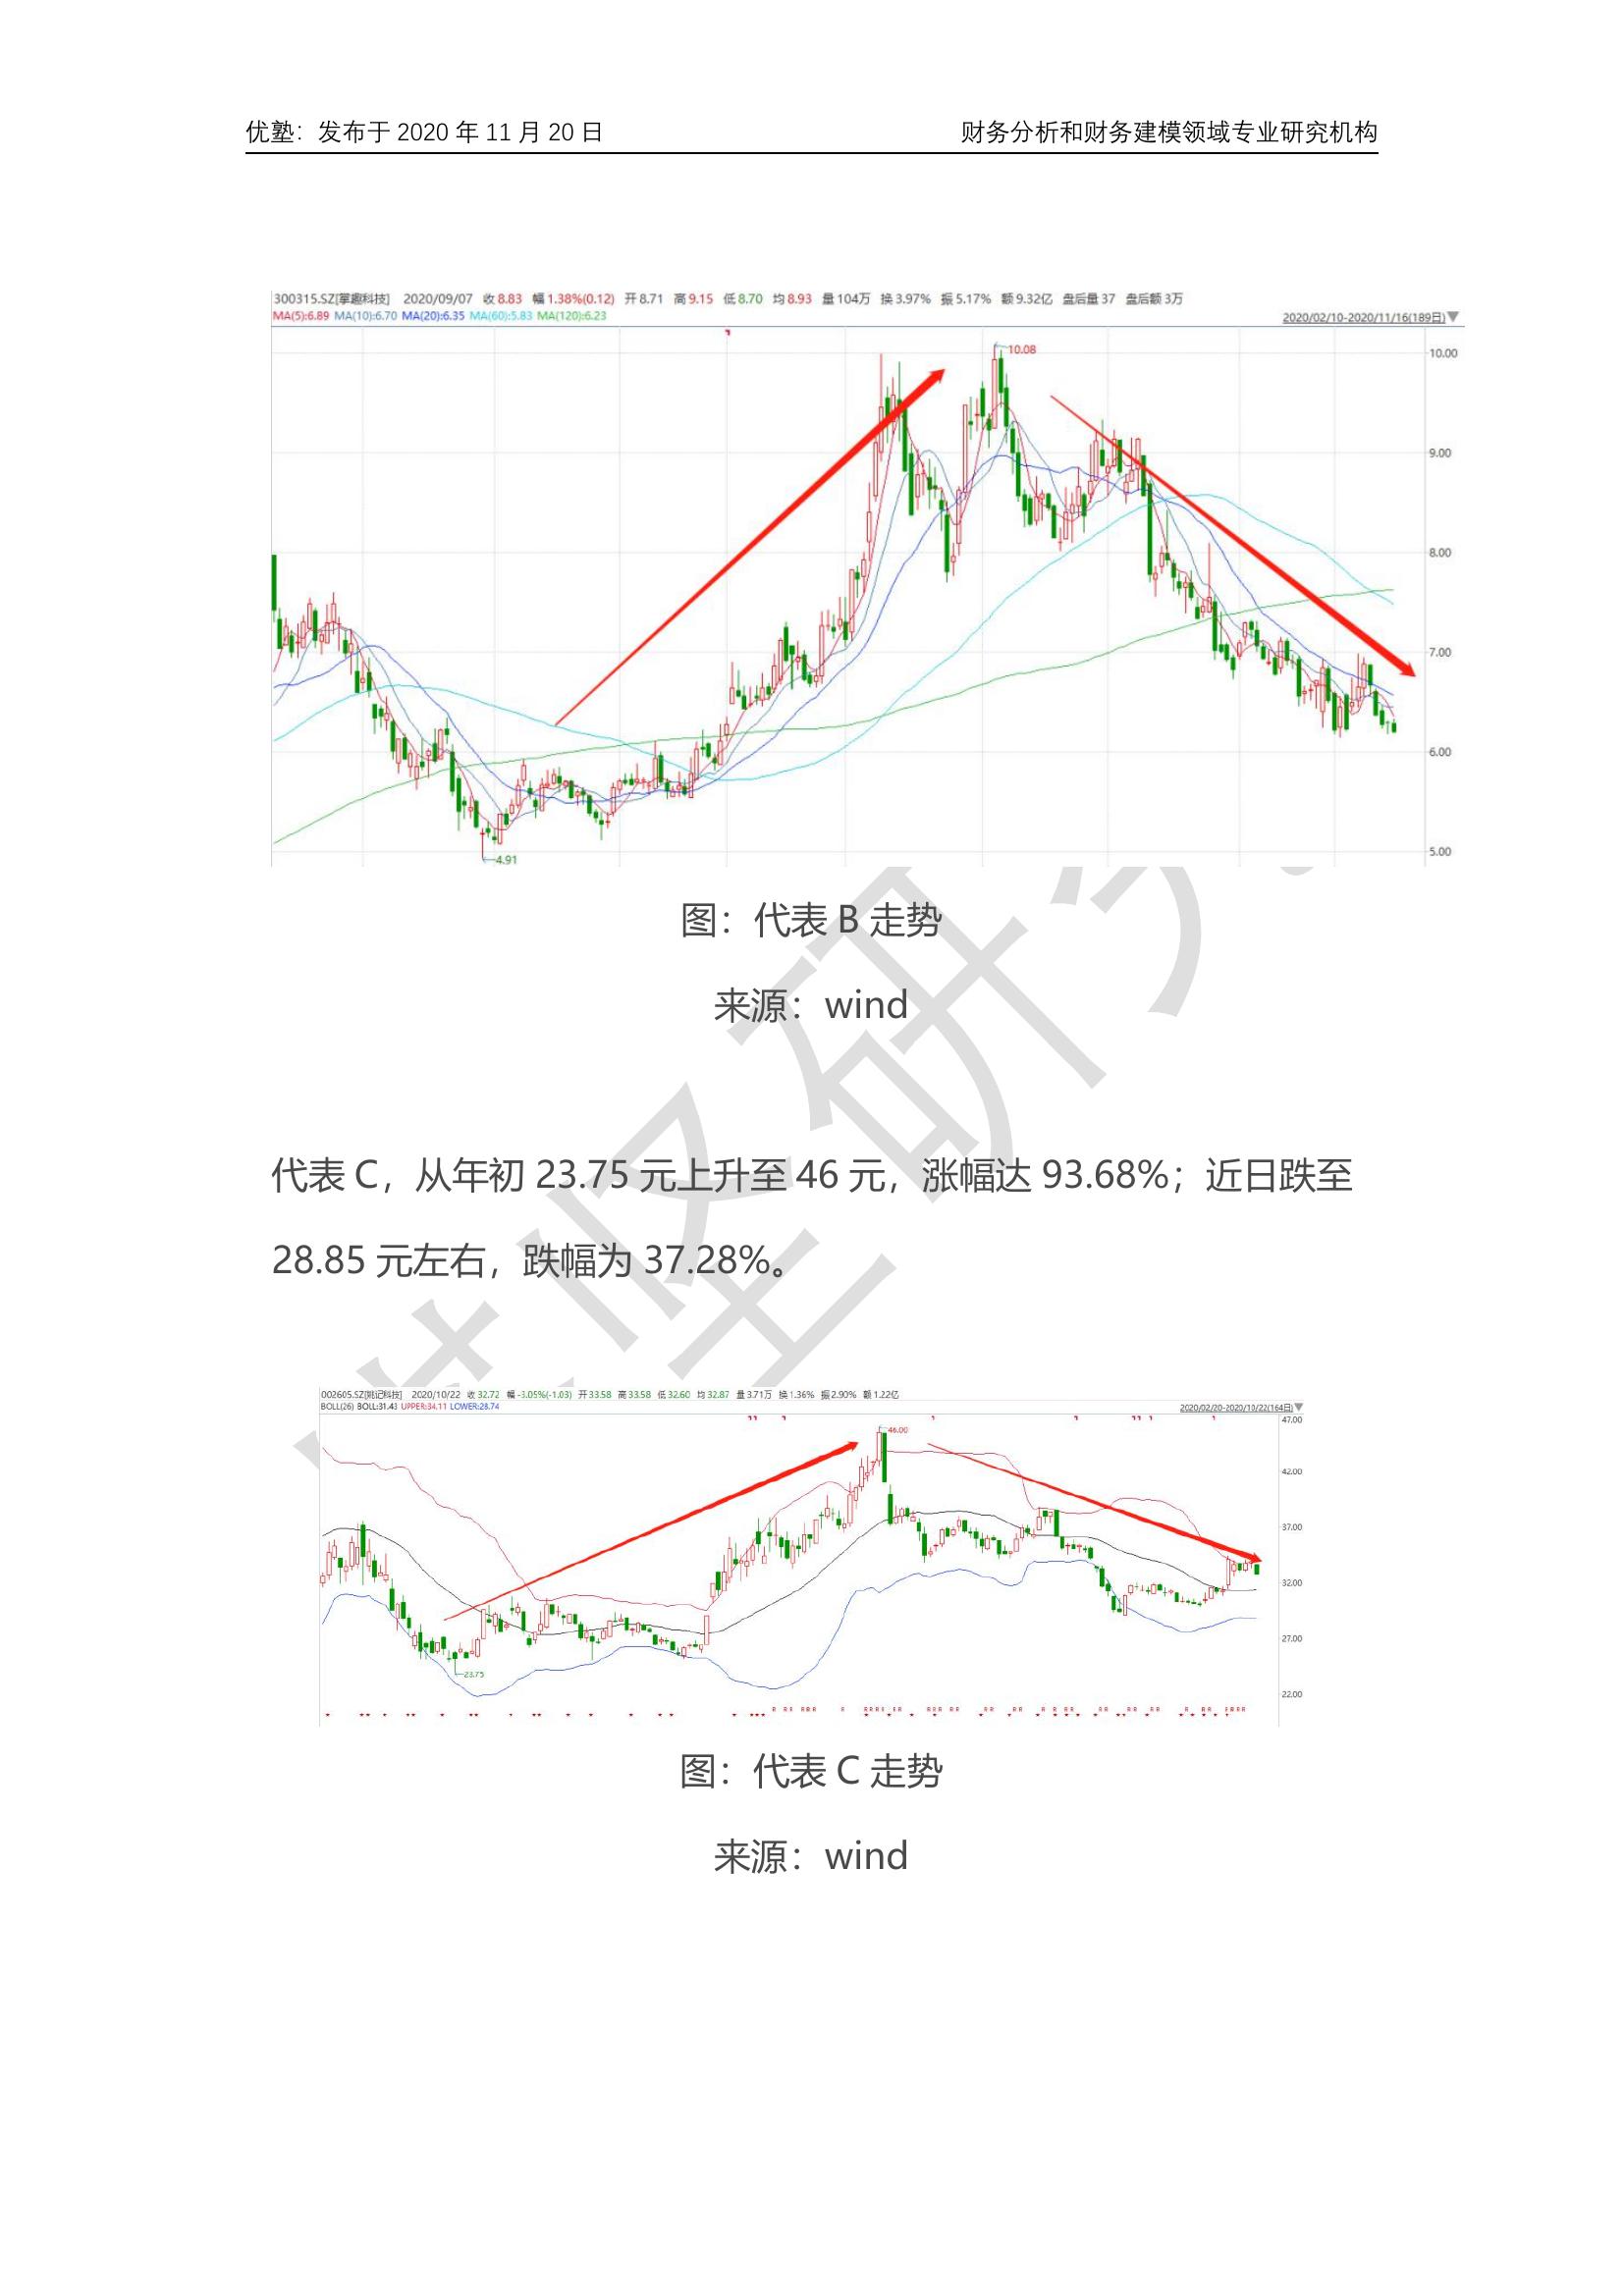 优塾：发布于 2020 年 11 月 20 日 财务分析和财务建模领域专业研究机构
300315.SZ[掌趣科技] 2020/09/07 收 8.83 幅 1.38%(0.12) 开 8.71 高 9.15 低 8.70 均 8.93 量 104万 换 3.97% 振 5.17% 额 9.32亿 盘后量 37 盘后额 3万
MA(5):6.89 MA(10):6.70 MA(20):6.35 MA(60):5.83 MA(120):6.23 2020/02/10-2020/11/16(189日)
10.08
10.00
9.00
8.00
7.00
6.00
5.00
4.91
图：代表 B 走势
来源：wind
代表 C，从年初 23.75 元上升至 46 元，涨幅达 93.68%；近日跌至
28.85 元左右，跌幅为 37.28%。
002605.SZ[姚记科技] 2020/10/22 收 32.72 幅 -3.05%(-1.03) 开 33.58 高 33.58 低 32.60 均 32.87 量 3.71万 换 1.36% 振 2.90% 额 1.22亿
BOLL(26) BOLL:31.43 UPPER:34.11 LOWER:28.74 2020/02/20-2020/10/22(164日)
47.00
46.00
42.00
37.00
32.00
27.00
23.75
22.00
图：代表 C 走势
来源：wind